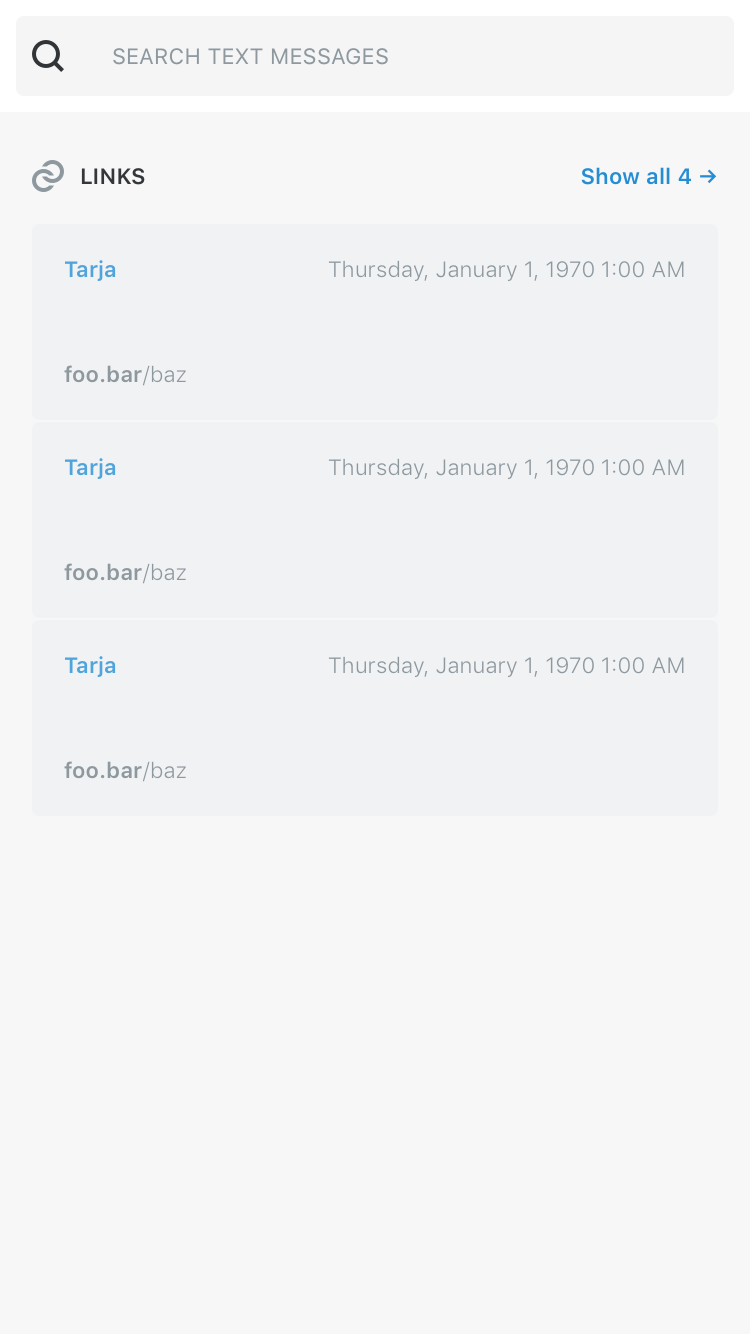 SEARCH TEXT MESSAGES
LINKS Show all 4 →
Tarja Thursday, January 1, 1970 1:00 AM
foo.bar/baz
Tarja Thursday, January 1, 1970 1:00 AM
foo.bar/baz
Tarja Thursday, January 1, 1970 1:00 AM
foo.bar/baz